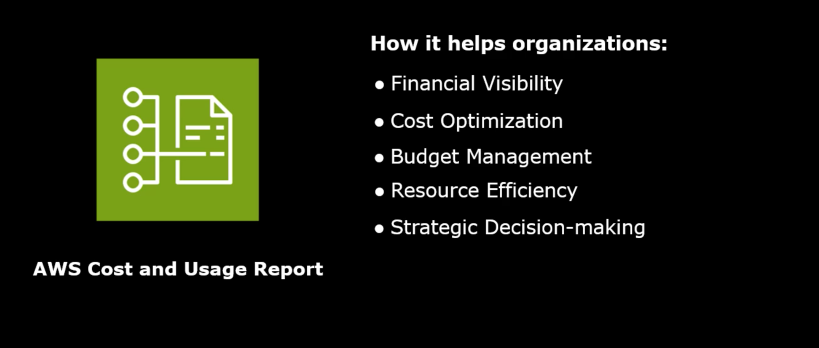 How it helps organizations:
● Financial Visibility
● Cost Optimization
● Budget Management
● Resource Efficiency
● Strategic Decision-making
AWS Cost and Usage Report